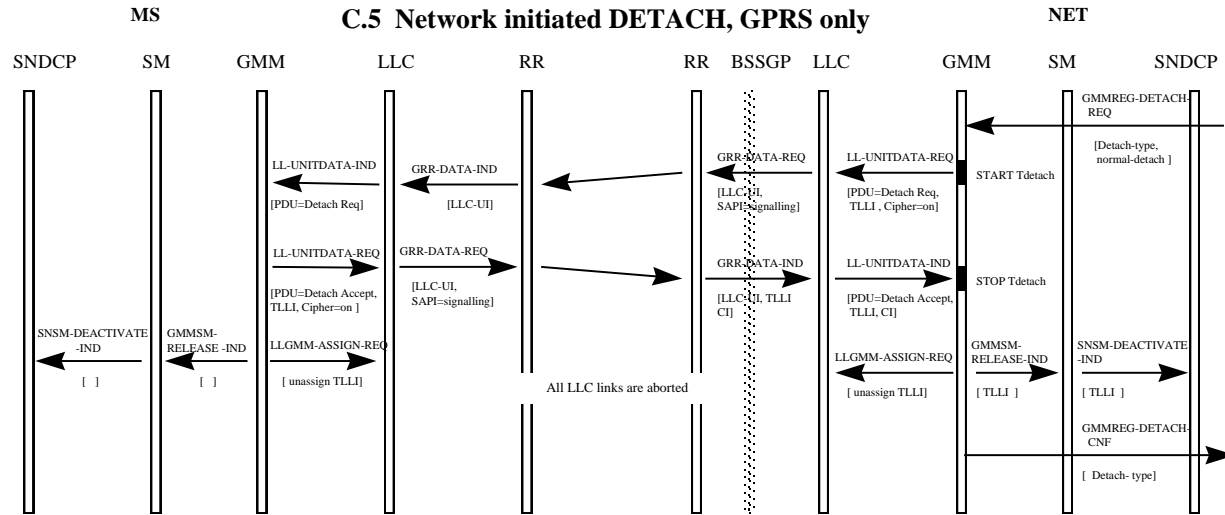 MS
C.5 Network initiated DETACH, GPRS only
NET
SNDCP SM GMM LLC RR RR BSSGP LLC GMM SM SNDCP
GMMREG-DETACH-
REQ
[Detach-type,
normal-detach ]
LL-UNITDATA-IND
GRR-DATA-IND
GRR-DATA-REQ
LL-UNITDATA-REQ
START Tdetach
[PDU=Detach Req]
[LLC-UI]
[LLC-UI,
SAPI=signalling]
[PDU=Detach Req,
TLLI , Cipher=on]
LL-UNITDATA-REQ
GRR-DATA-REQ
GRR-DATA-IND
LL-UNITDATA-IND
STOP Tdetach
[PDU=Detach Accept,
TLLI, Cipher=on ]
[LLC-UI,
SAPI=signalling]
[LLC-UI, TLLI
CI]
[PDU=Detach Accept,
TLLI, CI]
SNSM-DEACTIVATE
-IND
[ ]
GMMSM-
RELEASE -IND
[ ]
LLGMM-ASSIGN-REQ
[ unassign TLLI]
All LLC links are aborted
LLGMM-ASSIGN-REQ
[ unassign TLLI]
GMMSM-
RELEASE-IND
[ TLLI ]
SNSM-DEACTIVATE
-IND
[ TLLI ]
GMMREG-DETACH-
CNF
[ Detach- type]